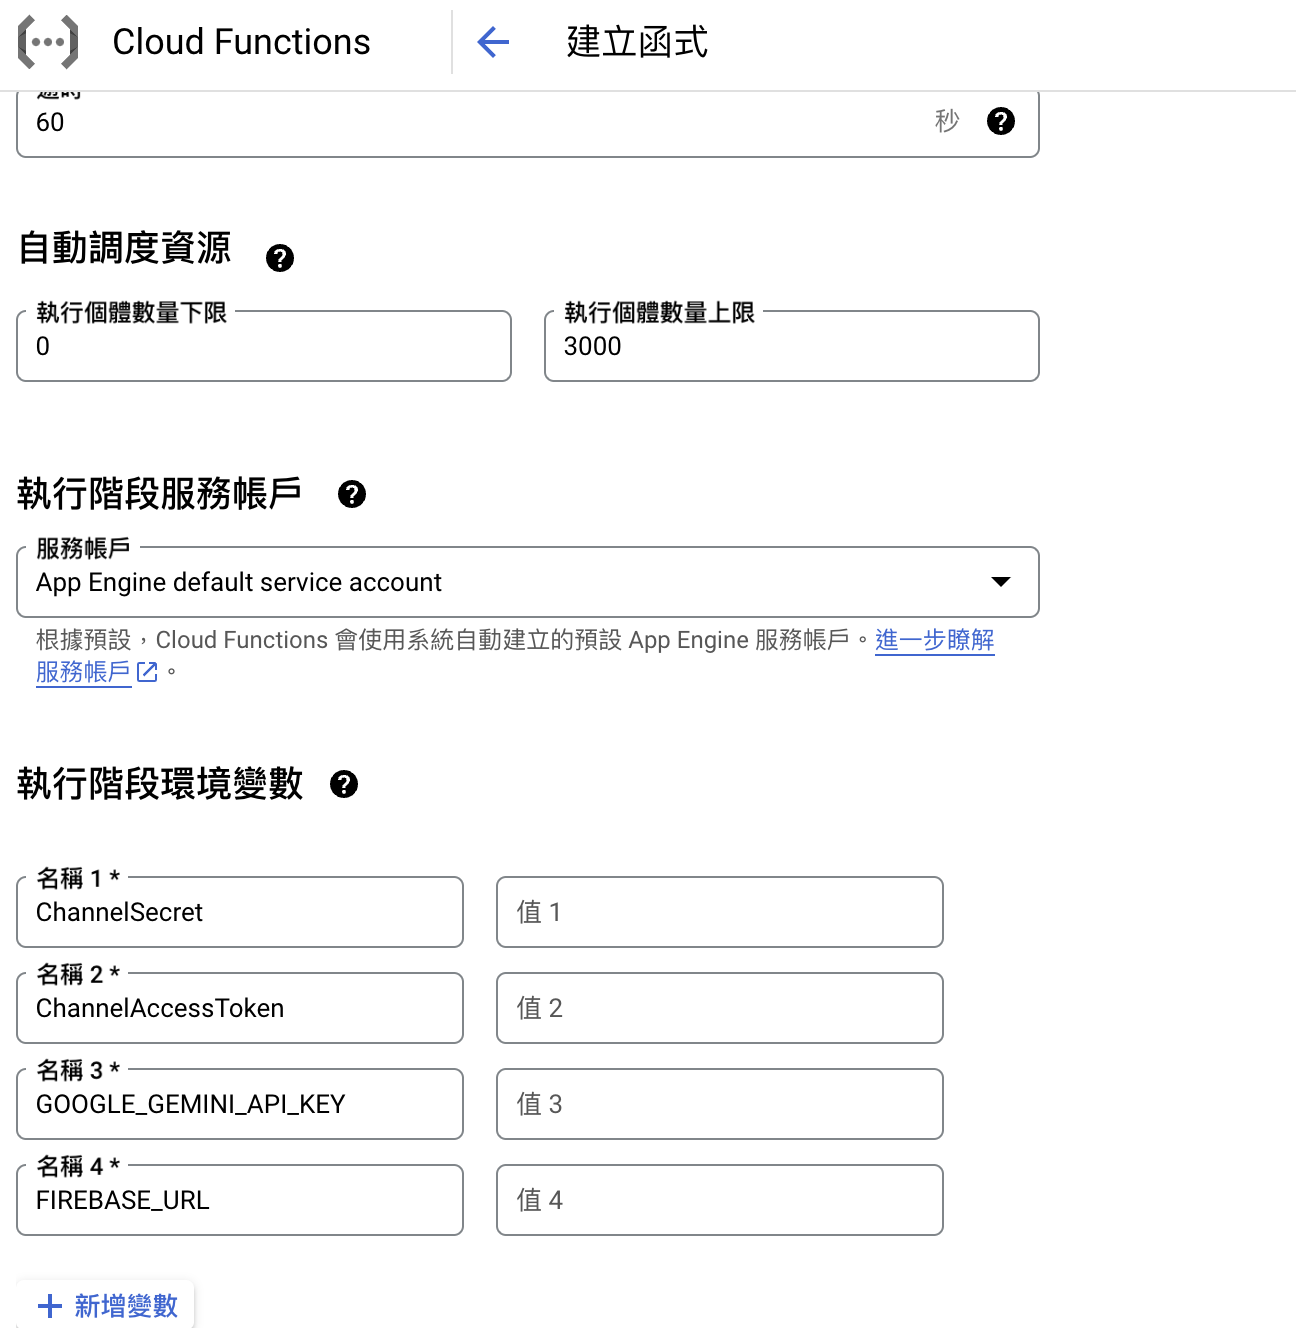 Cloud Functions
建立函式
逾時
60
秒
自動調度資源
執行個體數量下限
0
執行個體數量上限
3000
執行階段服務帳戶
服務帳戶
App Engine default service account
根據預設，Cloud Functions 會使用系統自動建立的預設 App Engine 服務帳戶。進一步瞭解
服務帳戶。
執行階段環境變數
名稱 1 *
ChannelSecret
值 1
名稱 2 *
ChannelAccessToken
值 2
名稱 3 *
GOOGLE_GEMINI_API_KEY
值 3
名稱 4 *
FIREBASE_URL
值 4
新增變數